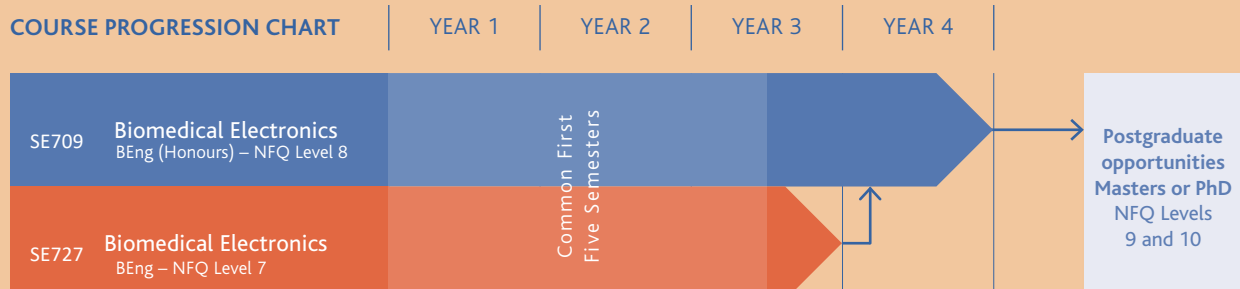 COURSE PROGRESSION CHART
YEAR 1
YEAR 2
YEAR 3
YEAR 4
SE709
Biomedical Electronics
BEng (Honours) – NFQ Level 8
Common First
Five Semesters
SE727
Biomedical Electronics
BEng – NFQ Level 7
Postgraduate
opportunities
Masters or PhD
NFQ Levels
9 and 10